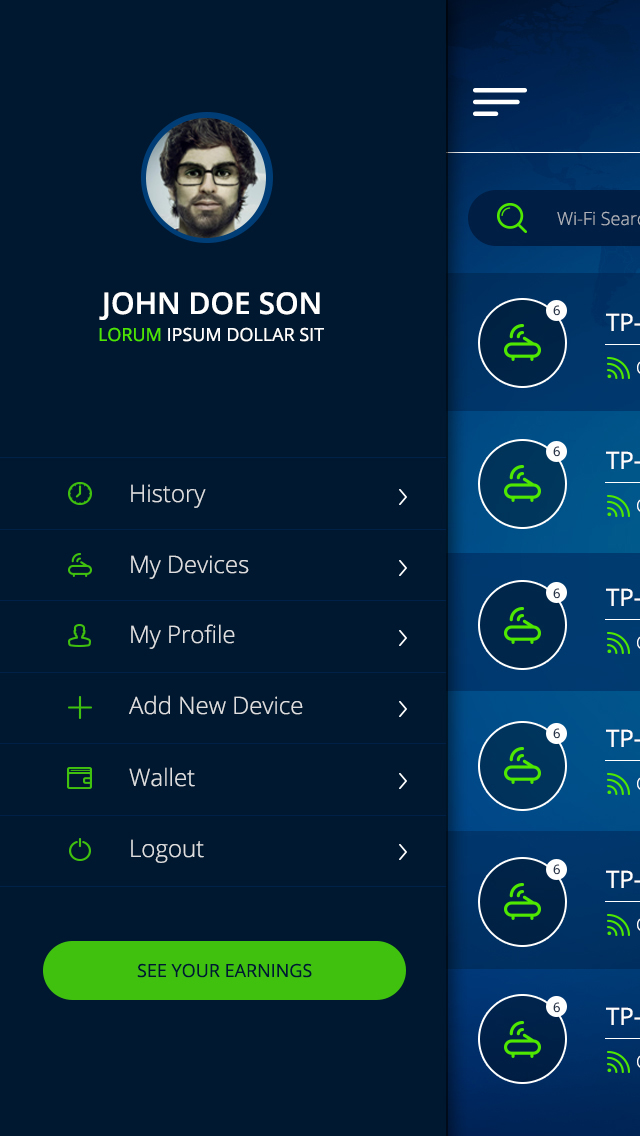 JOHN DOE SON
LORUM IPSUM DOLLAR SIT
History
My Devices
My Profile
Add New Device
Wallet
Logout
SEE YOUR EARNINGS
Wi-Fi Sear
6
TP-
6
TP-
6
TP-
6
TP-
6
TP-
6
TP-